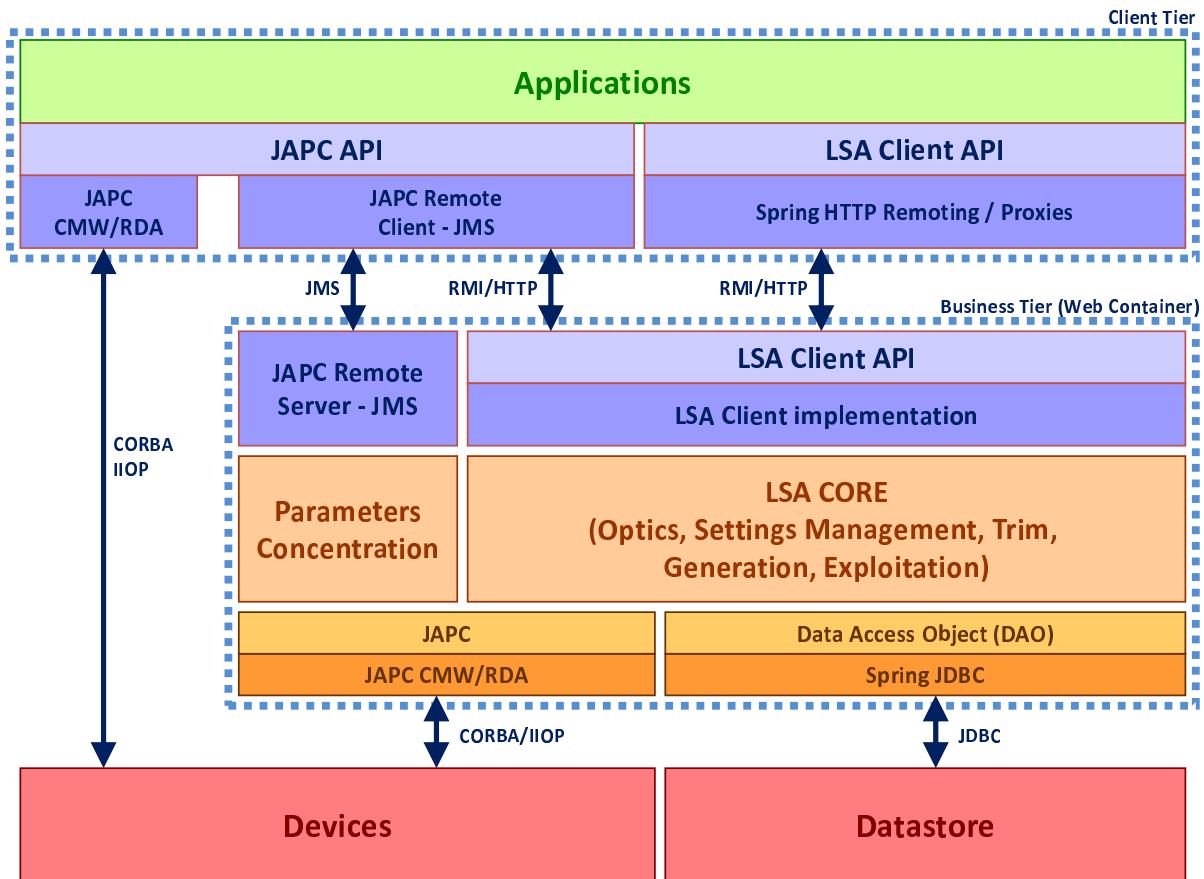 Client Tier
Applications
JAPC API
LSA Client API
JAPC
CMW/RDA
JAPC Remote
Client - JMS
Spring HTTP Remoting / Proxies
JMS
RMI/HTTP
RMI/HTTP
Business Tier (Web Container)
JAPC Remote
Server - JMS
LSA Client API
LSA Client implementation
CORBA
IIOP
Parameters
Concentration
LSA CORE
(Optics, Settings Management, Trim,
Generation, Exploitation)
JAPC
Data Access Object (DAO)
JAPC CMW/RDA
Spring JDBC
CORBA/IIOP
JDBC
Devices
Datastore